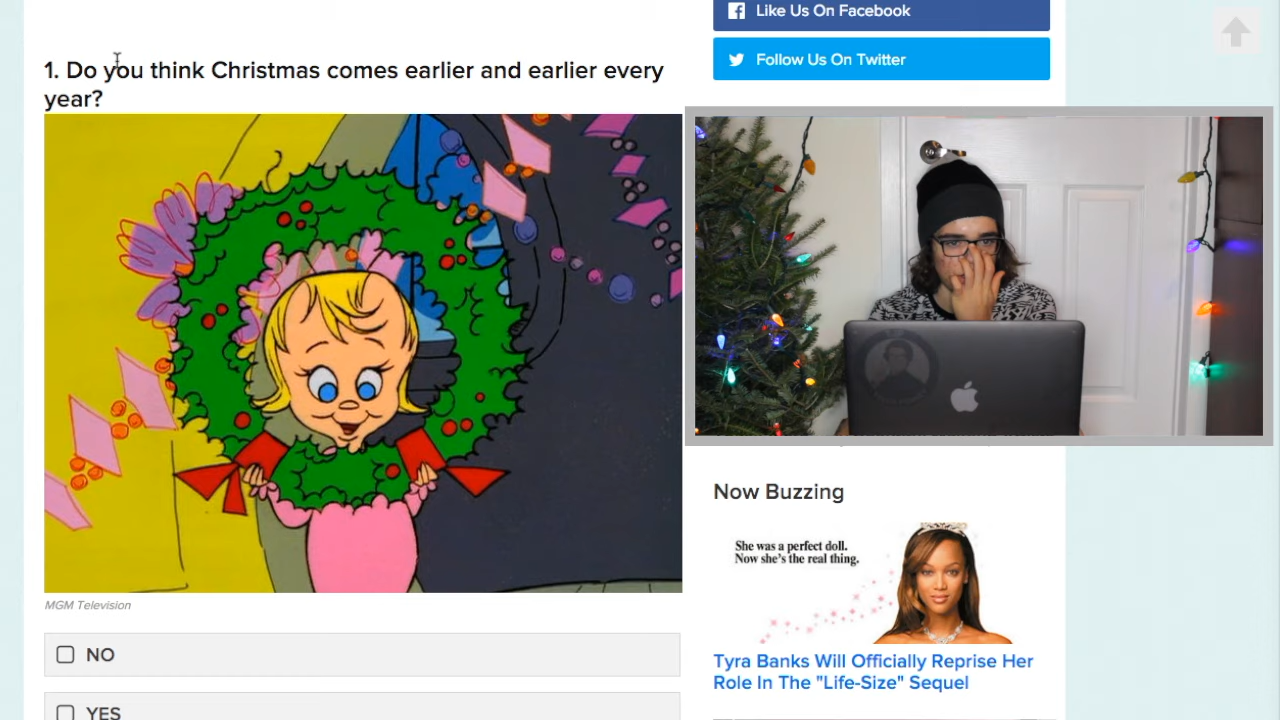 Like Us On Facebook
Follow Us On Twitter
1. Do you think Christmas comes earlier and earlier every
year?
MGM Television
NO
YES
Now Buzzing
She was a perfect doll.
Now she's the real thing.
Tyra Banks Will Officially Reprise Her
Role In The "Life-Size" Sequel